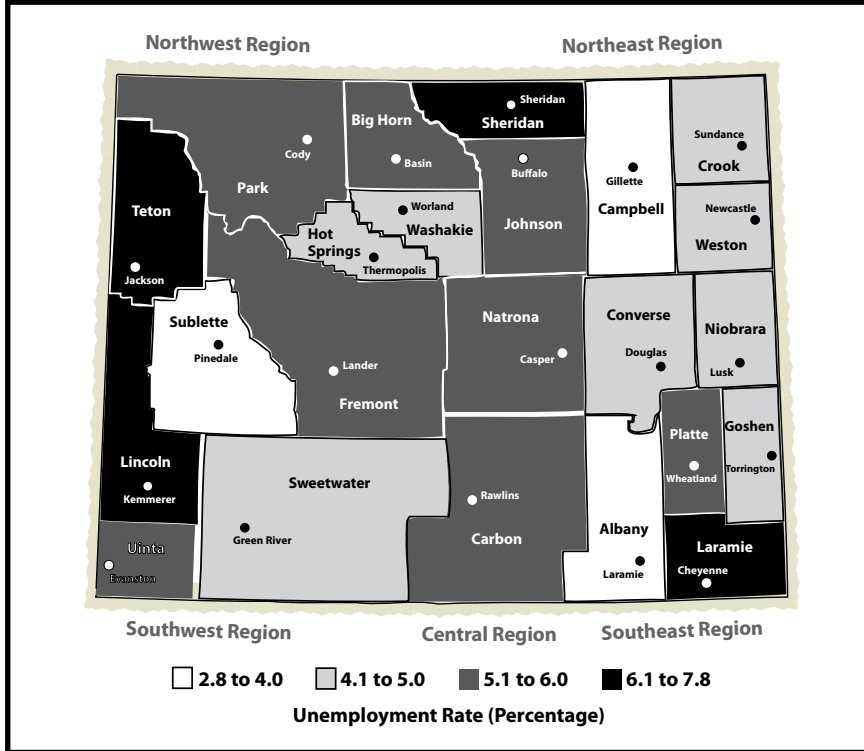 Northwest Region
Northeast Region
Sheridan
Sheridan
Big Horn
Basin
Cody
Park
Buffalo
Johnson
Gillette
Campbell
Sundance
Crook
Newcastle
Weston
Teton
Jackson
Worland
Washakie
Hot
Springs
Thermopolis
Sublette
Pinedale
Lander
Fremont
Natrona
Casper
Converse
Douglas
Niobrara
Lusk
Platte
Wheatland
Goshen
Torrington
Lincoln
Kemmerer
Sweetwater
Green River
Rawlins
Carbon
Albany
Laramie
Laramie
Cheyenne
Uinta
Evanston
Southwest Region
Central Region
Southeast Region
2.8 to 4.0
4.1 to 5.0
5.1 to 6.0
6.1 to 7.8
Unemployment Rate (Percentage)